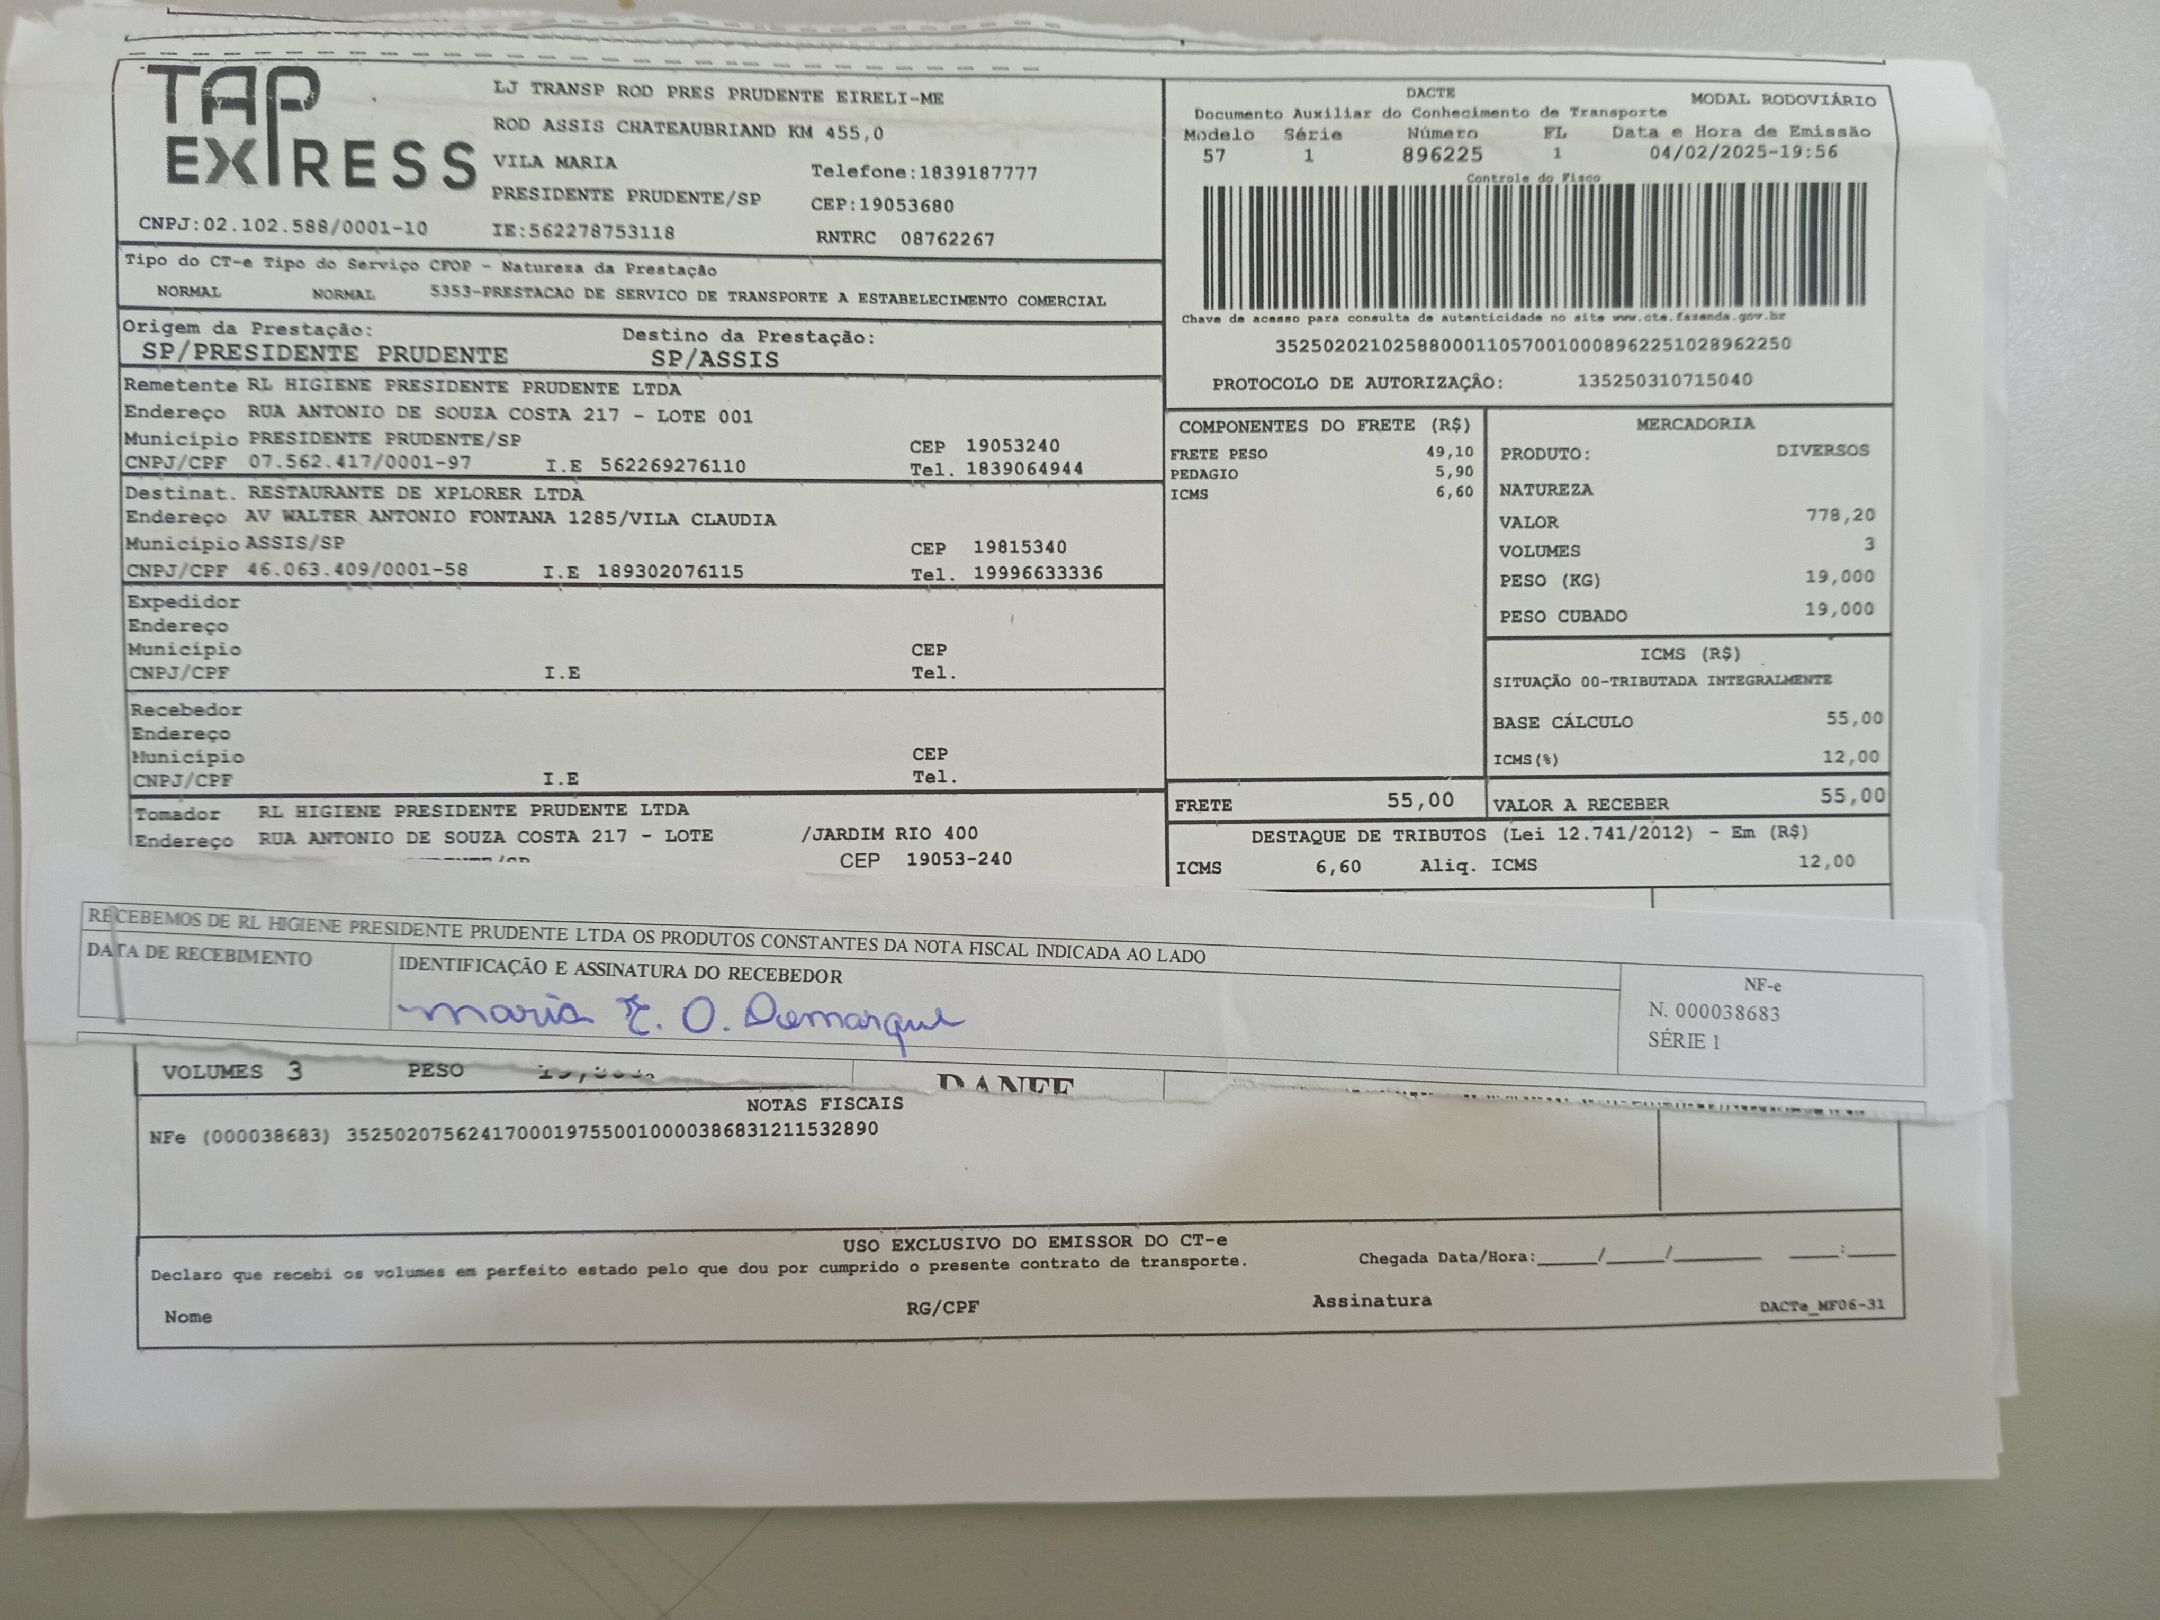 TAP
EXPRESS
LJ TRANSP ROD PRES PRUDENTE EIRELI-ME
ROD ASSIS CHATEAUBRIAND KM 455,0
VILA MARIA Telefone:1839187777
PRESIDENTE PRUDENTE/SP CEP:19053680
CNPJ:02.102.588/0001-10 IE:562278753118 RNTRC 08762267
DACTE MODAL RODOVIÁRIO
Documento Auxiliar do Conhecimento de Transporte
Modelo Série Número FL Data e Hora de Emissão
57 1 896225 1 04/02/2025-19:56
Controle do Fisco
Chave de acesso para consulta de autenticidade no site www.cte.fazenda.gov.br
35250202102588000110570010008962251028962250
PROTOCOLO DE AUTORIZAÇÃO: 135250310715040
Tipo do CT-e Tipo do Serviço CFOP - Natureza da Prestação
NORMAL NORMAL 5353-PRESTACAO DE SERVICO DE TRANSPORTE A ESTABELECIMENTO COMERCIAL
Origem da Prestação: Destino da Prestação:
SP/PRESIDENTE PRUDENTE SP/ASSIS
Remetente RL HIGIENE PRESIDENTE PRUDENTE LTDA
Endereço RUA ANTONIO DE SOUZA COSTA 217 - LOTE 001
Município PRESIDENTE PRUDENTE/SP CEP 19053240
CNPJ/CPF 07.562.417/0001-97 I.E 562269276110 Tel. 1839064944
Destinat. RESTAURANTE DE XPLORER LTDA
Endereço AV WALTER ANTONIO FONTANA 1285/VILA CLAUDIA
Município ASSIS/SP CEP 19815340
CNPJ/CPF 46.063.409/0001-58 I.E 189302076115 Tel. 19996633336
Expedidor
Endereço
Município CEP
CNPJ/CPF I.E Tel.
Recebedor
Endereço
Município CEP
CNPJ/CPF I.E Tel.
Tomador RL HIGIENE PRESIDENTE PRUDENTE LTDA
Endereço RUA ANTONIO DE SOUZA COSTA 217 - LOTE /JARDIM RIO 400
CEP 19053-240
COMPONENTES DO FRETE (R$)
FRETE PESO 49,10
PEDAGIO 5,90
ICMS 6,60
MERCADORIA
PRODUTO: DIVERSOS
NATUREZA
VALOR 778,20
VOLUMES 3
PESO (KG) 19,000
PESO CUBADO 19,000
ICMS (R$)
SITUAÇÃO 00-TRIBUTADA INTEGRALMENTE
BASE CÁLCULO 55,00
ICMS(%) 12,00
FRETE 55,00 VALOR A RECEBER 55,00
DESTAQUE DE TRIBUTOS (Lei 12.741/2012) - Em (R$)
ICMS 6,60 Aliq. ICMS 12,00
RECEBEMOS DE RL HIGIENE PRESIDENTE PRUDENTE LTDA OS PRODUTOS CONSTANTES DA NOTA FISCAL INDICADA AO LADO
DATA DE RECEBIMENTO IDENTIFICAÇÃO E ASSINATURA DO RECEBEDOR
maria E. O. Damarque
NF-e
N. 000038683
SÉRIE 1
VOLUMES 3 PESO
DANFE
NOTAS FISCAIS
NFe (000038683) 35250207562417000197550010000386831211532890
USO EXCLUSIVO DO EMISSOR DO CT-e
Declaro que recebi os volumes em perfeito estado pelo que dou por cumprido o presente contrato de transporte. Chegada Data/Hora:____/____/______ ____:____
Nome RG/CPF Assinatura DACTe_MF06-31